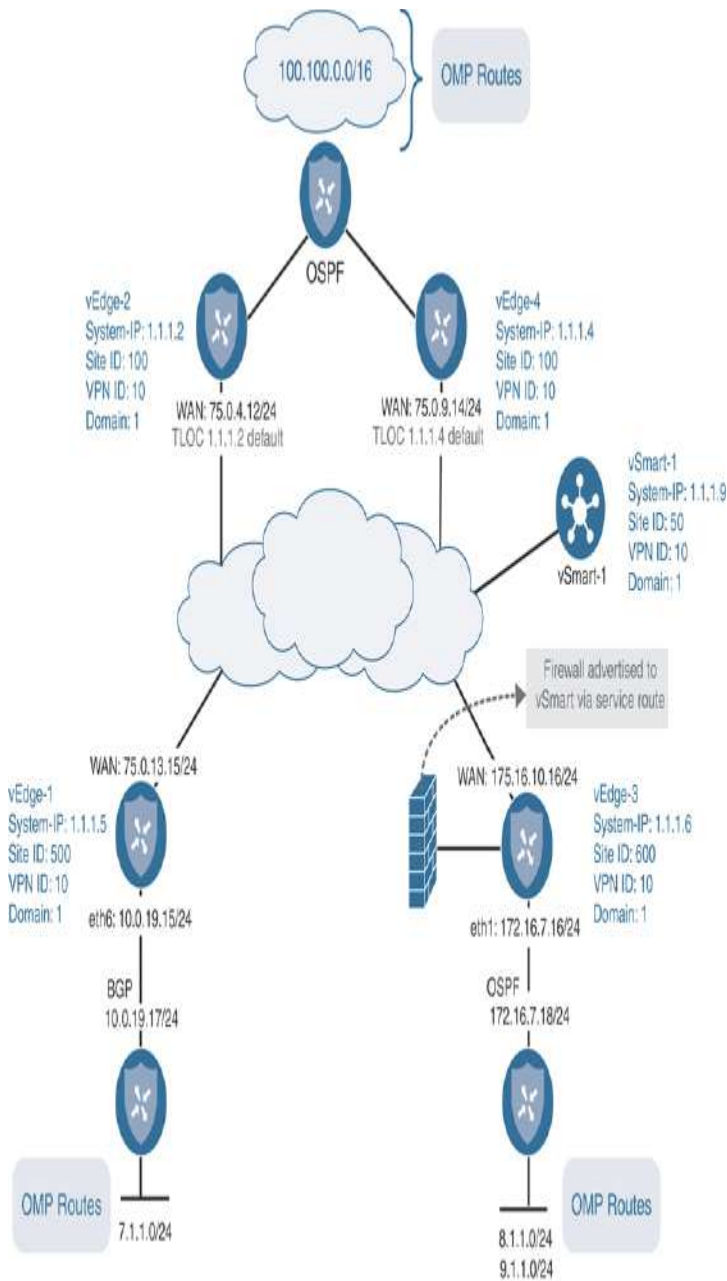 100.100.0.0/16
OMP Routes
OSPF
vEdge-2
System-IP: 1.1.1.2
Site ID: 100
VPN ID: 10
Domain: 1
WAN: 75.0.4.12/24
TLOC 1.1.1.2 default
vEdge-4
System-IP: 1.1.1.4
Site ID: 100
VPN ID: 10
Domain: 1
WAN: 75.0.9.14/24
TLOC 1.1.1.4 default
vSmart-1
System-IP: 1.1.1.9
Site ID: 50
VPN ID: 10
Domain: 1
vSmart-1
Firewall advertised to
vSmart via service route
WAN: 75.0.13.15/24
vEdge-1
System-IP: 1.1.1.5
Site ID: 500
VPN ID: 10
Domain: 1
eth6: 10.0.19.15/24
BGP
10.0.19.17/24
OMP Routes
7.1.1.0/24
WAN: 175.16.10.16/24
vEdge-3
System-IP: 1.1.1.6
Site ID: 600
VPN ID: 10
Domain: 1
eth1: 172.16.7.16/24
OSPF
172.16.7.18/24
OMP Routes
8.1.1.0/24
9.1.1.0/24